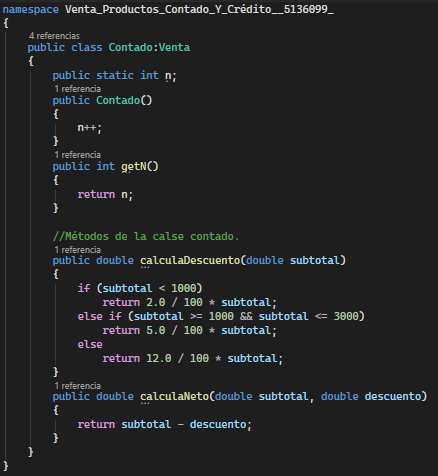 namespace Venta_Productos_Contado_Y_Crédito__5136099_
{
4 referencias
public class Contado:Venta
{
public static int n;
1 referencia
public Contado()
{
n++;
}
1 referencia
public int getN()
{
return n;
}
//Métodos de la calse contado.
1 referencia
public double calculaDescuento(double subtotal)
{
if (subtotal < 1000)
return 2.0 / 100 * subtotal;
else if (subtotal >= 1000 && subtotal <= 3000)
return 5.0 / 100 * subtotal;
else
return 12.0 / 100 * subtotal;
}
1 referencia
public double calculaNeto(double subtotal, double descuento)
{
return subtotal - descuento;
}
}
}